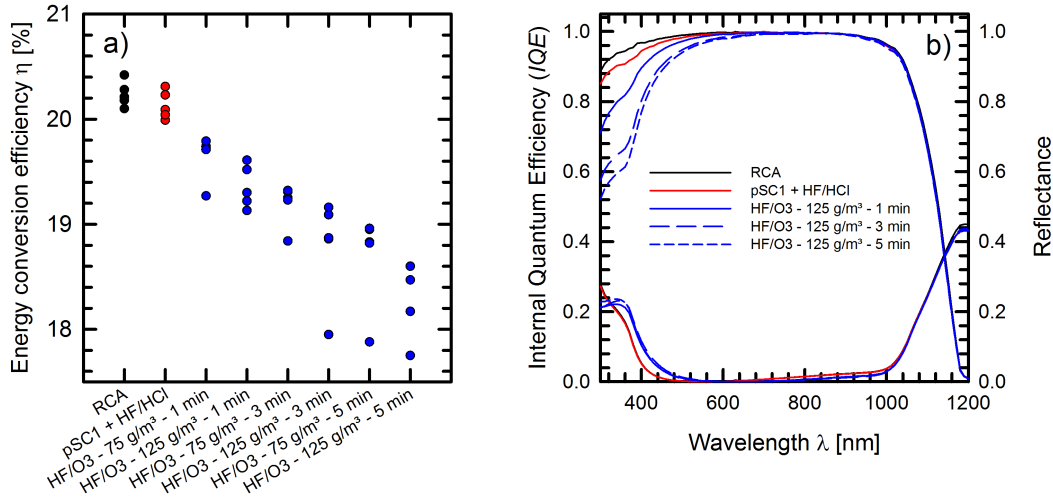 a)
Energy conversion efficiency η [%]
21
20
19
18
RCA
pSC1 + HF/HCl
HF/O3 - 75 g/m³ - 1 min
HF/O3 - 125 g/m³ - 1 min
HF/O3 - 75 g/m³ - 3 min
HF/O3 - 125 g/m³ - 3 min
HF/O3 - 75 g/m³ - 5 min
HF/O3 - 125 g/m³ - 5 min
b)
Internal Quantum Efficiency (IQE)
1.0
0.8
0.6
0.4
0.2
0.0
RCA
pSC1 + HF/HCl
HF/O3 - 125 g/m³ - 1 min
HF/O3 - 125 g/m³ - 3 min
HF/O3 - 125 g/m³ - 5 min
1.0
0.8
0.6
0.4
0.2
0.0
Reflectance
400 600 800 1000 1200
Wavelength λ [nm]